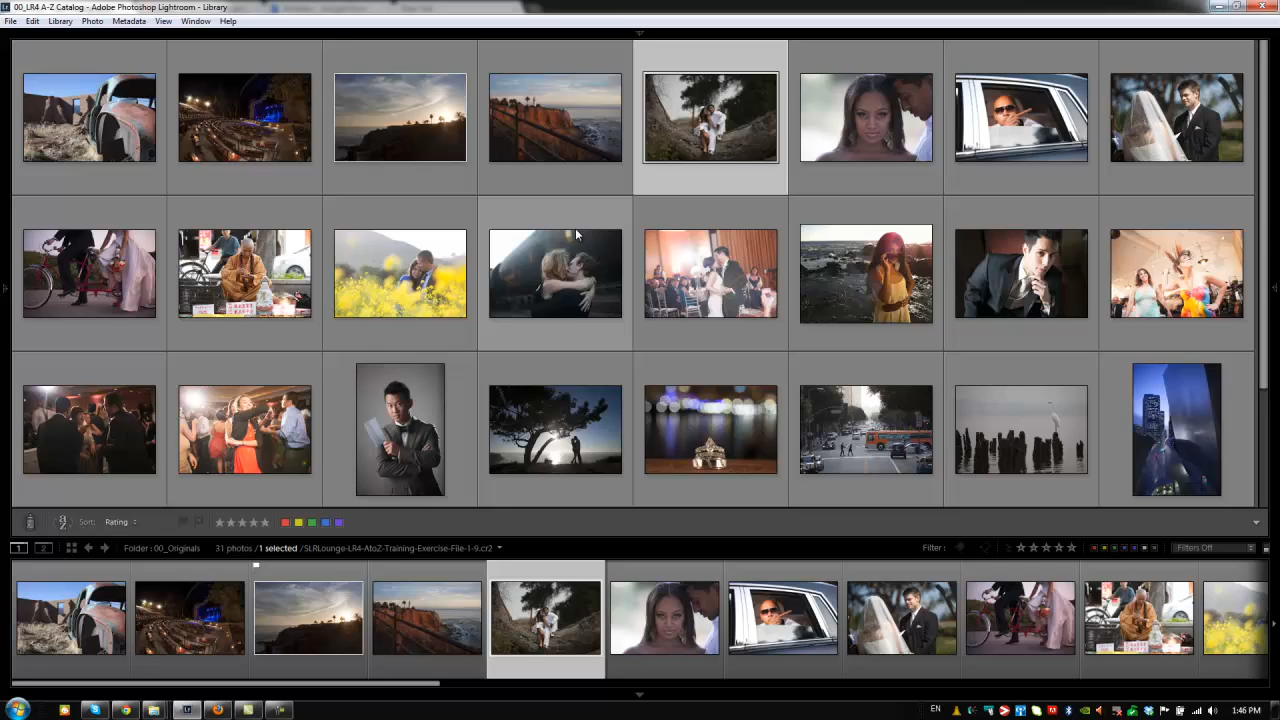 00_LR4 A-Z Catalog - Adobe Photoshop Lightroom - Library
File Edit Library Photo Metadata View Window Help
Sort: Rating
1 2 Folder : 00_Originals 31 photos / 1 selected / SLRLounge-LR4-AtoZ-Training-Exercise-File-1-9.cr2 Filter : Filters Off
EN 1:46 PM